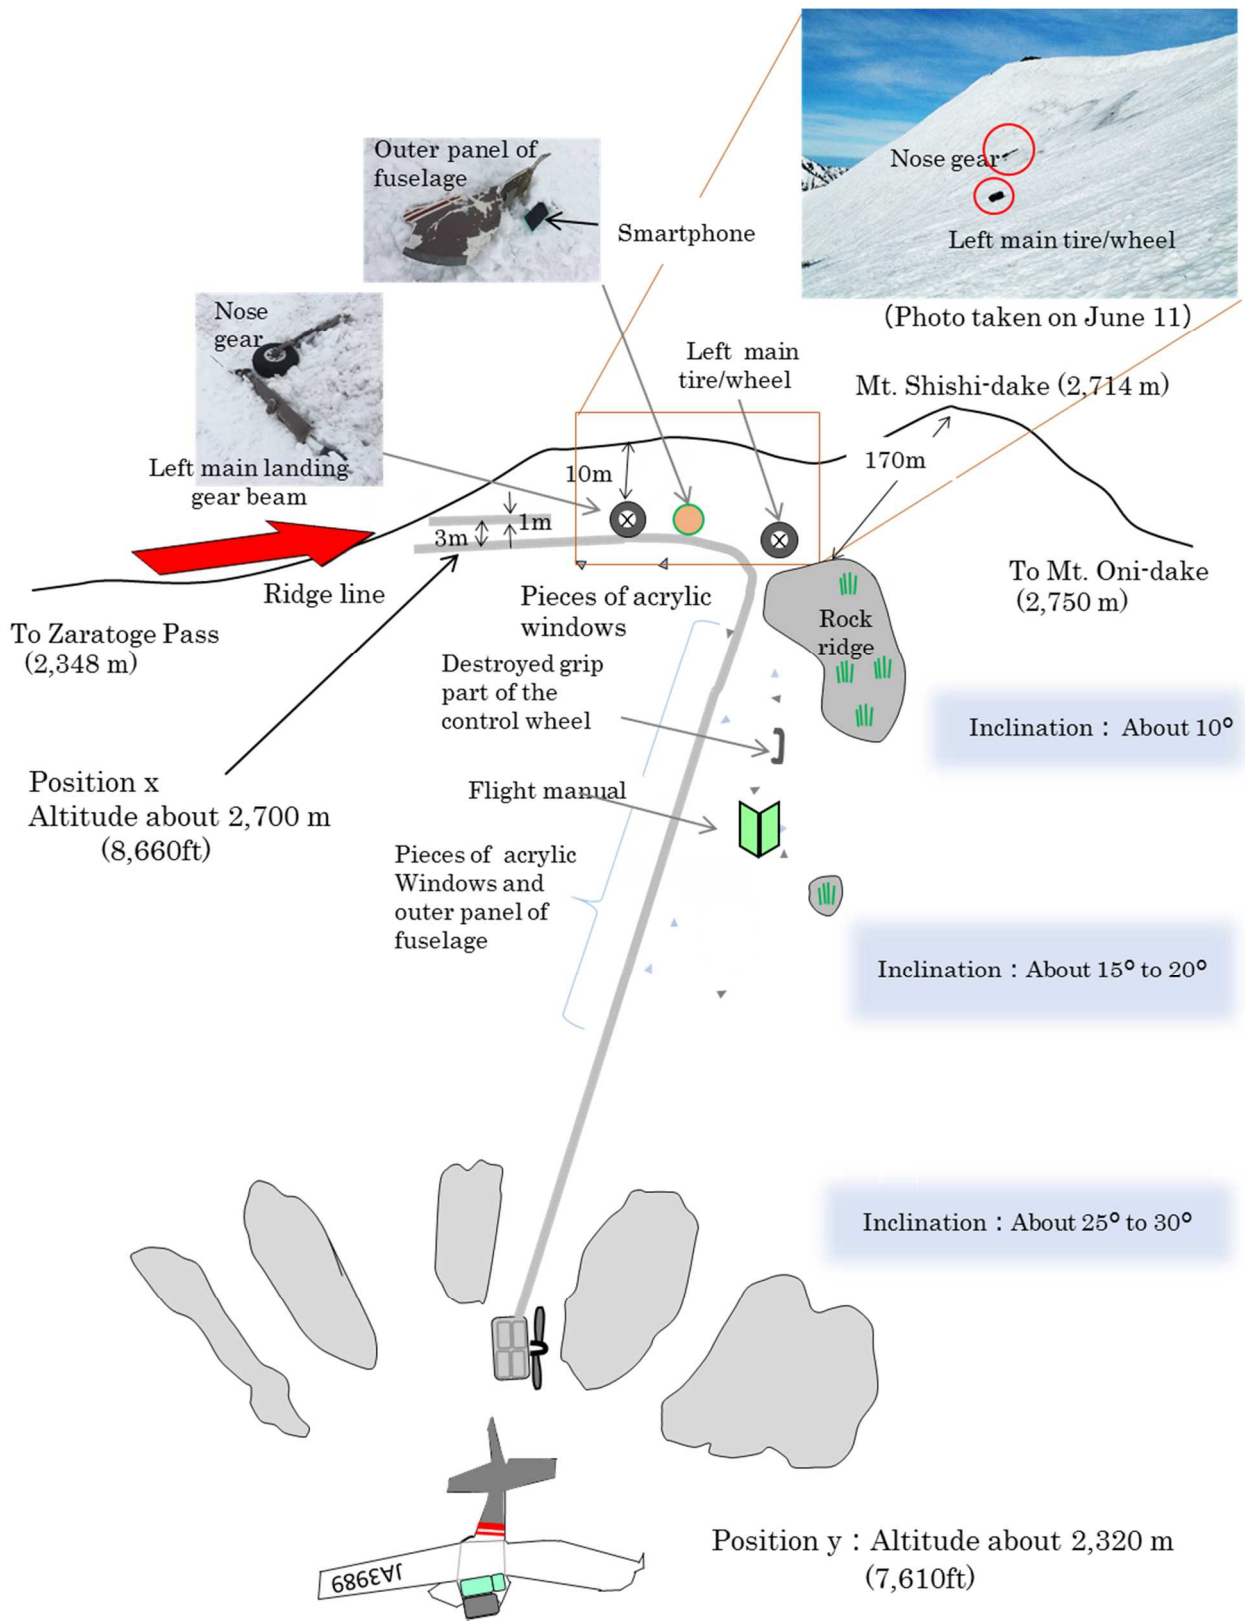 Outer panel of
fuselage
Nose gear
Left main tire/wheel
Smartphone
(Photo taken on June 11)
Nose
gear
Left main
tire/wheel
Mt. Shishi-dake (2,714 m)
170m
Left main landing
gear beam
10m
1m
3m
Ridge line
To Zaratoge Pass
(2,348 m)
To Mt. Oni-dake
(2,750 m)
Pieces of acrylic
windows
Rock
ridge
Destroyed grip
part of the
control wheel
Inclination : About 10°
Position x
Altitude about 2,700 m
(8,660ft)
Flight manual
Pieces of acrylic
Windows and
outer panel of
fuselage
Inclination : About 15° to 20°
Inclination : About 25° to 30°
Position y : Altitude about 2,320 m
(7,610ft)
JA3989